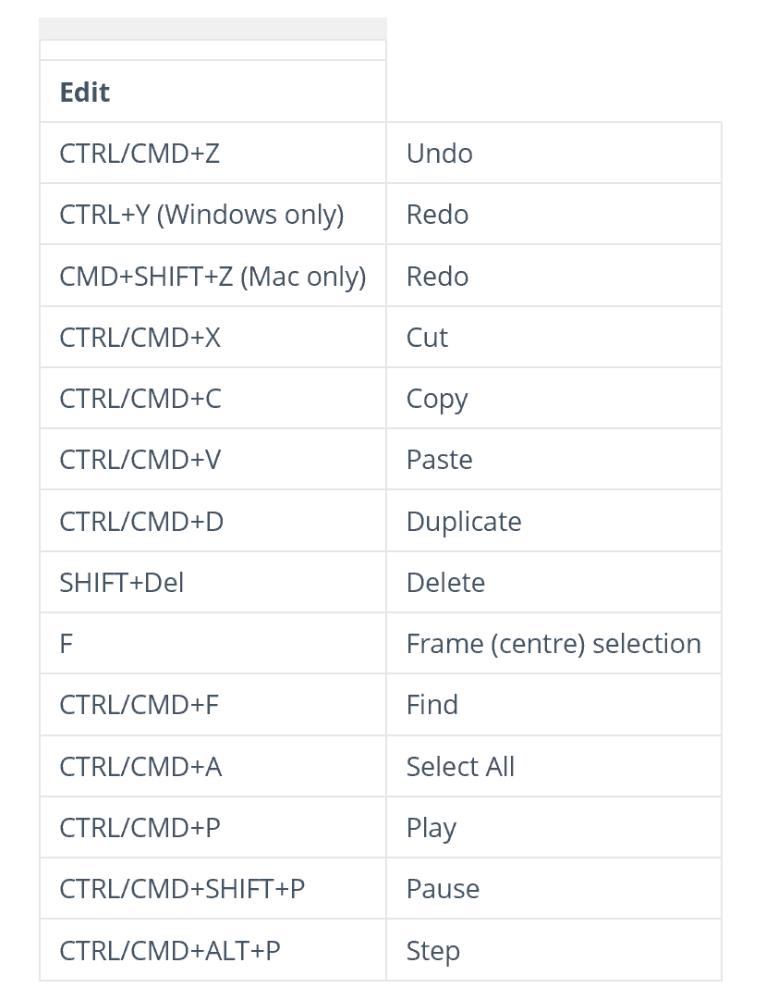 Edit
CTRL/CMD+Z Undo
CTRL+Y (Windows only) Redo
CMD+SHIFT+Z (Mac only) Redo
CTRL/CMD+X Cut
CTRL/CMD+C Copy
CTRL/CMD+V Paste
CTRL/CMD+D Duplicate
SHIFT+Del Delete
F Frame (centre) selection
CTRL/CMD+F Find
CTRL/CMD+A Select All
CTRL/CMD+P Play
CTRL/CMD+SHIFT+P Pause
CTRL/CMD+ALT+P Step